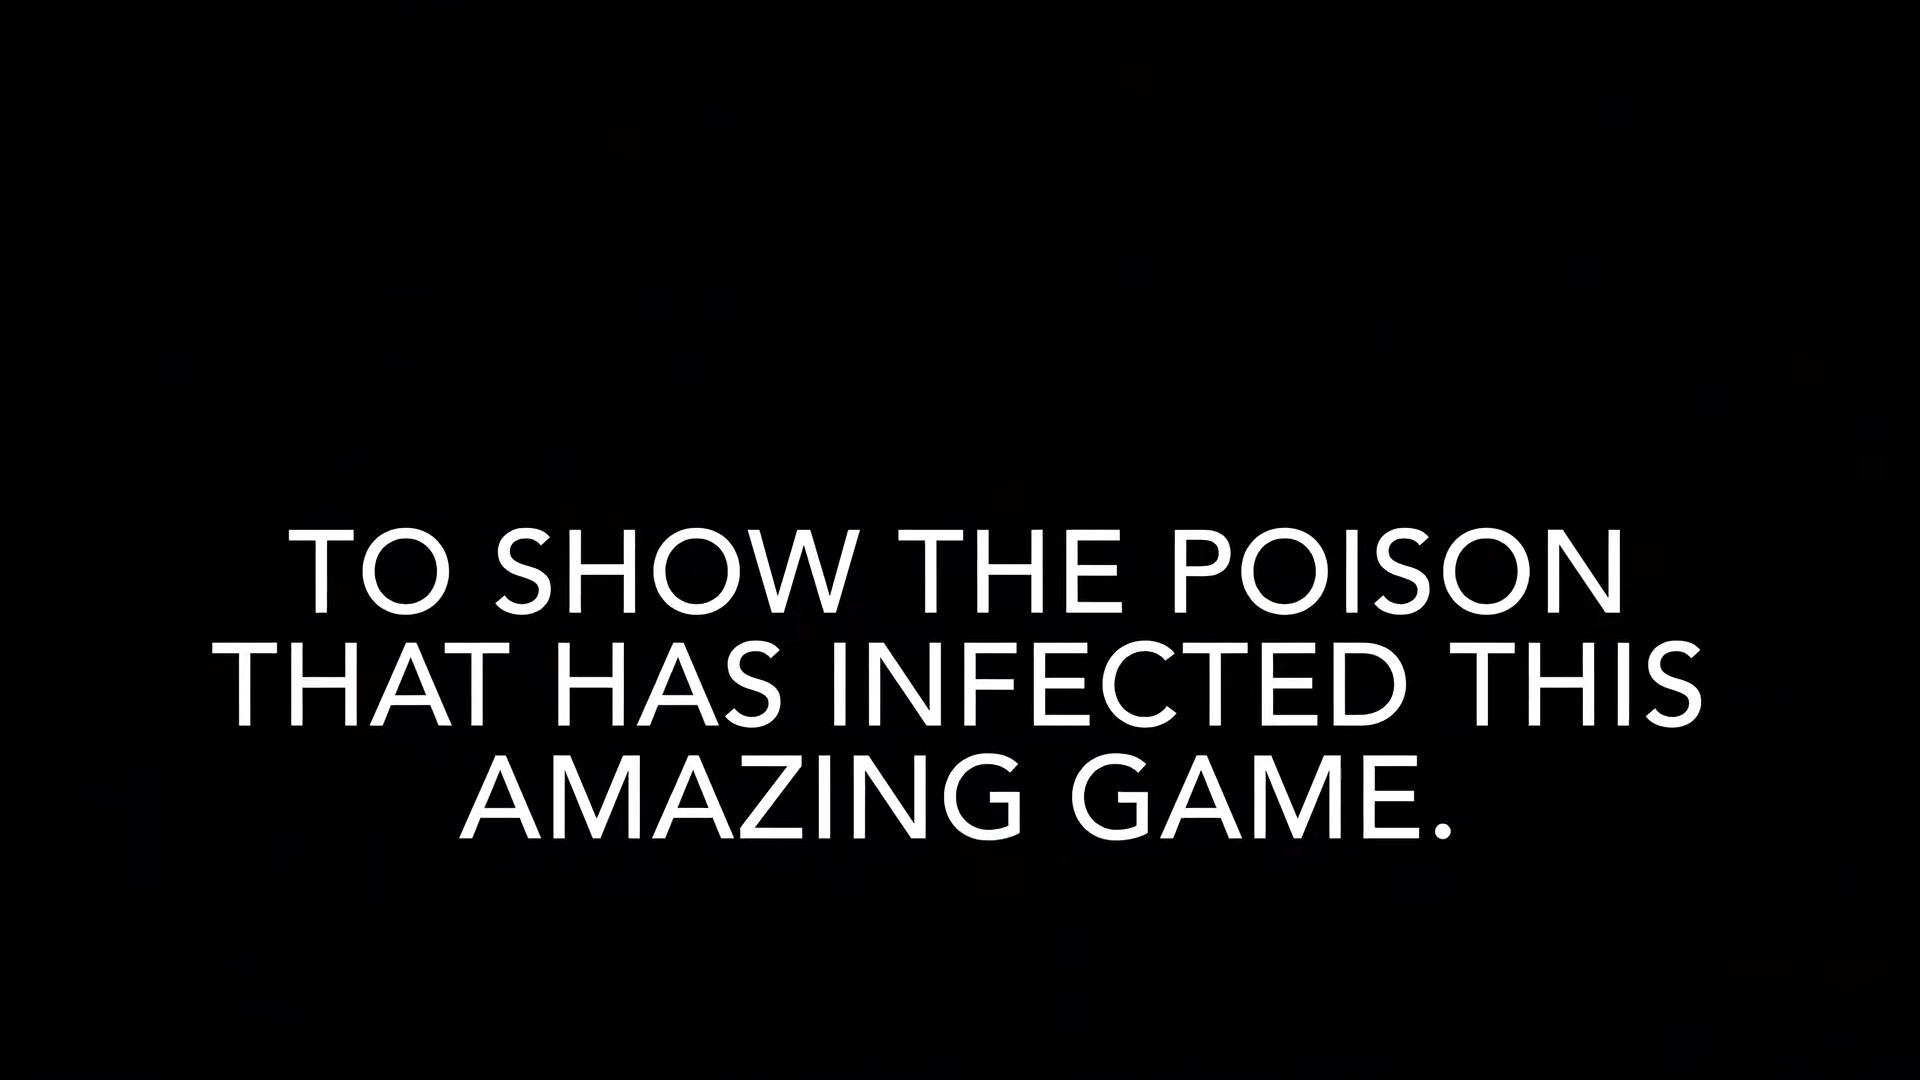 TO SHOW THE POISON
THAT HAS INFECTED THIS
AMAZING GAME.